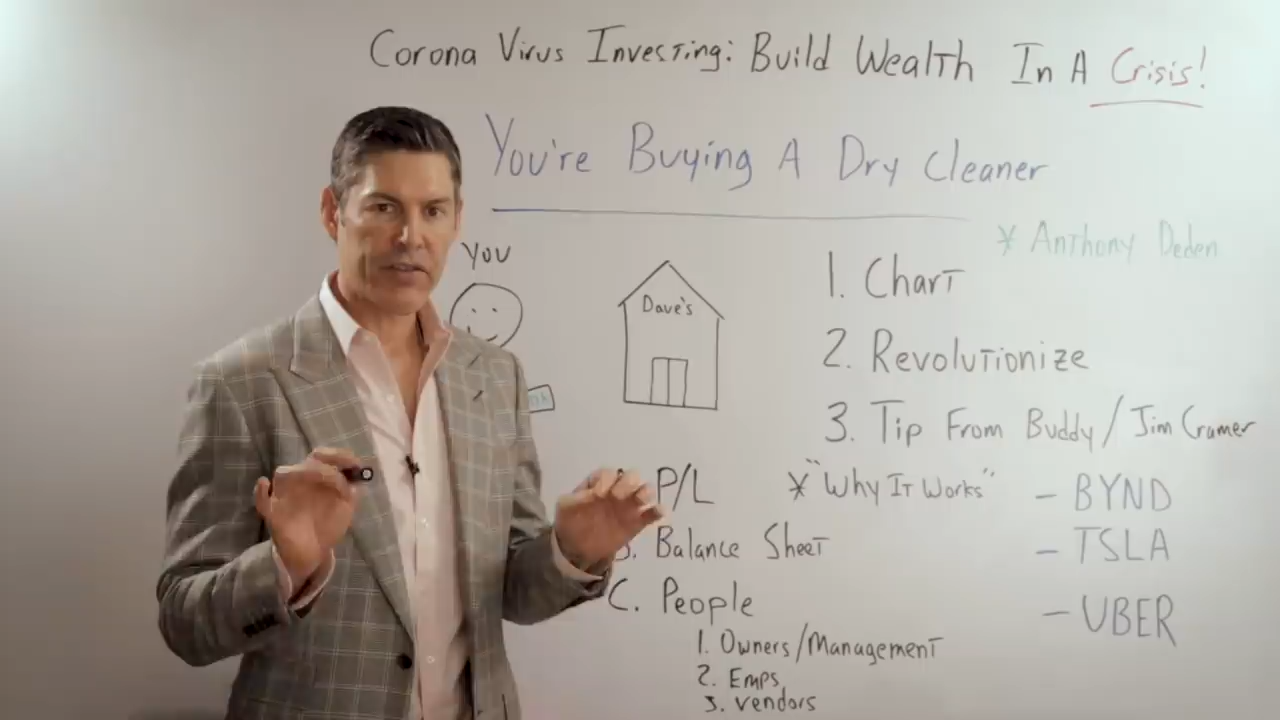 Corona Virus Investing: Build Wealth In A Crisis!
You're Buying A Dry Cleaner
* Anthony Deden
YOU
Dave's
1. Chart
2. Revolutionize
3. Tip From Buddy/Jim Cramer
P/L
* "Why It Works"
- BYND
B. Balance Sheet
- TSLA
C. People
- UBER
1. Owners/Management
2. Emps
3. Vendors